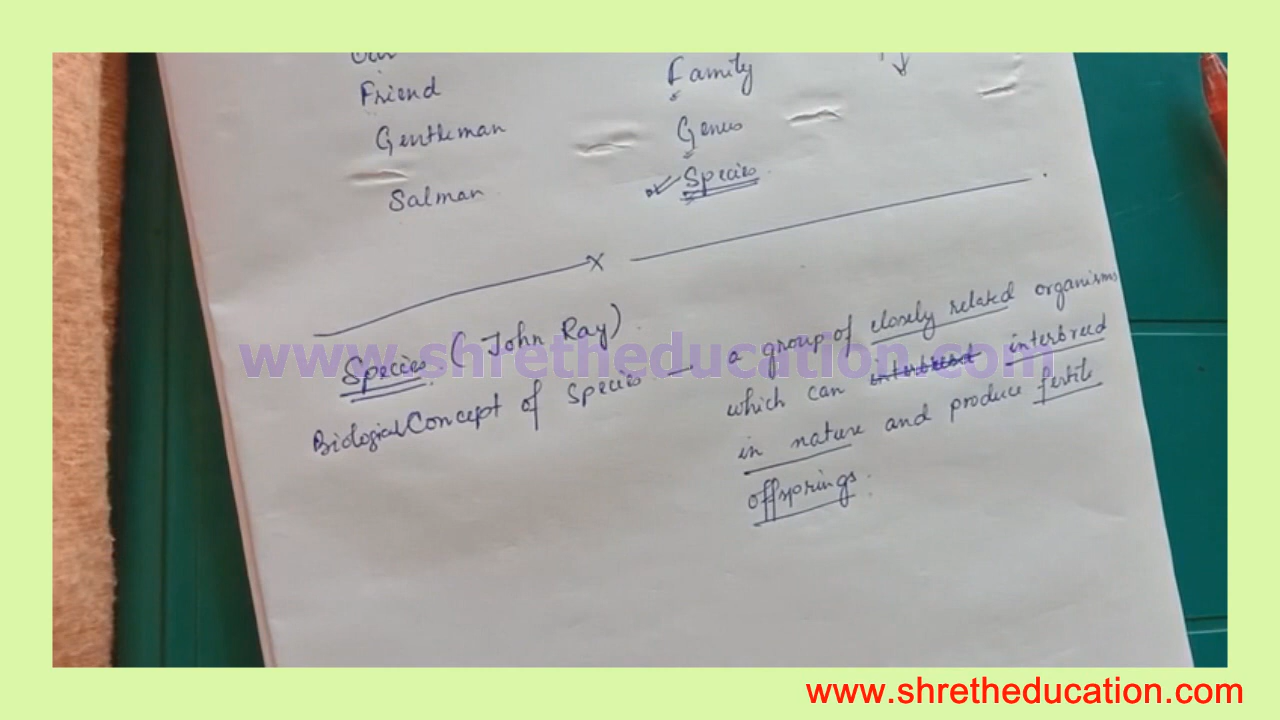 Friend Family
Gentleman Genus
Salman Species
x
Species (John Ray)
Biological Concept of Species — a group of closely related organisms
which can interbreed interbreed
in nature and produce fertile
offsprings.
www.shretheducation.com
www.shretheducation.com